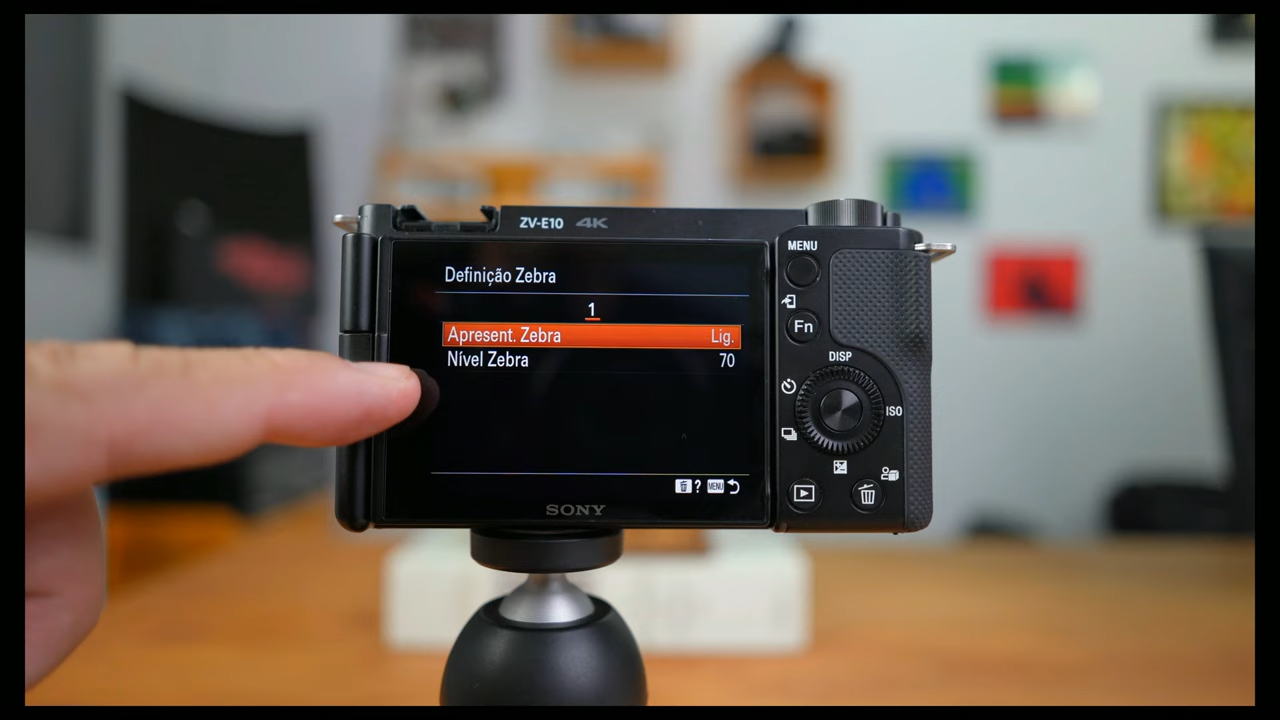 ZV-E10 4K
MENU
Definição Zebra
1
Apresent. Zebra Lig.
Nível Zebra 70
Fn
DISP
ISO
? MENU
SONY